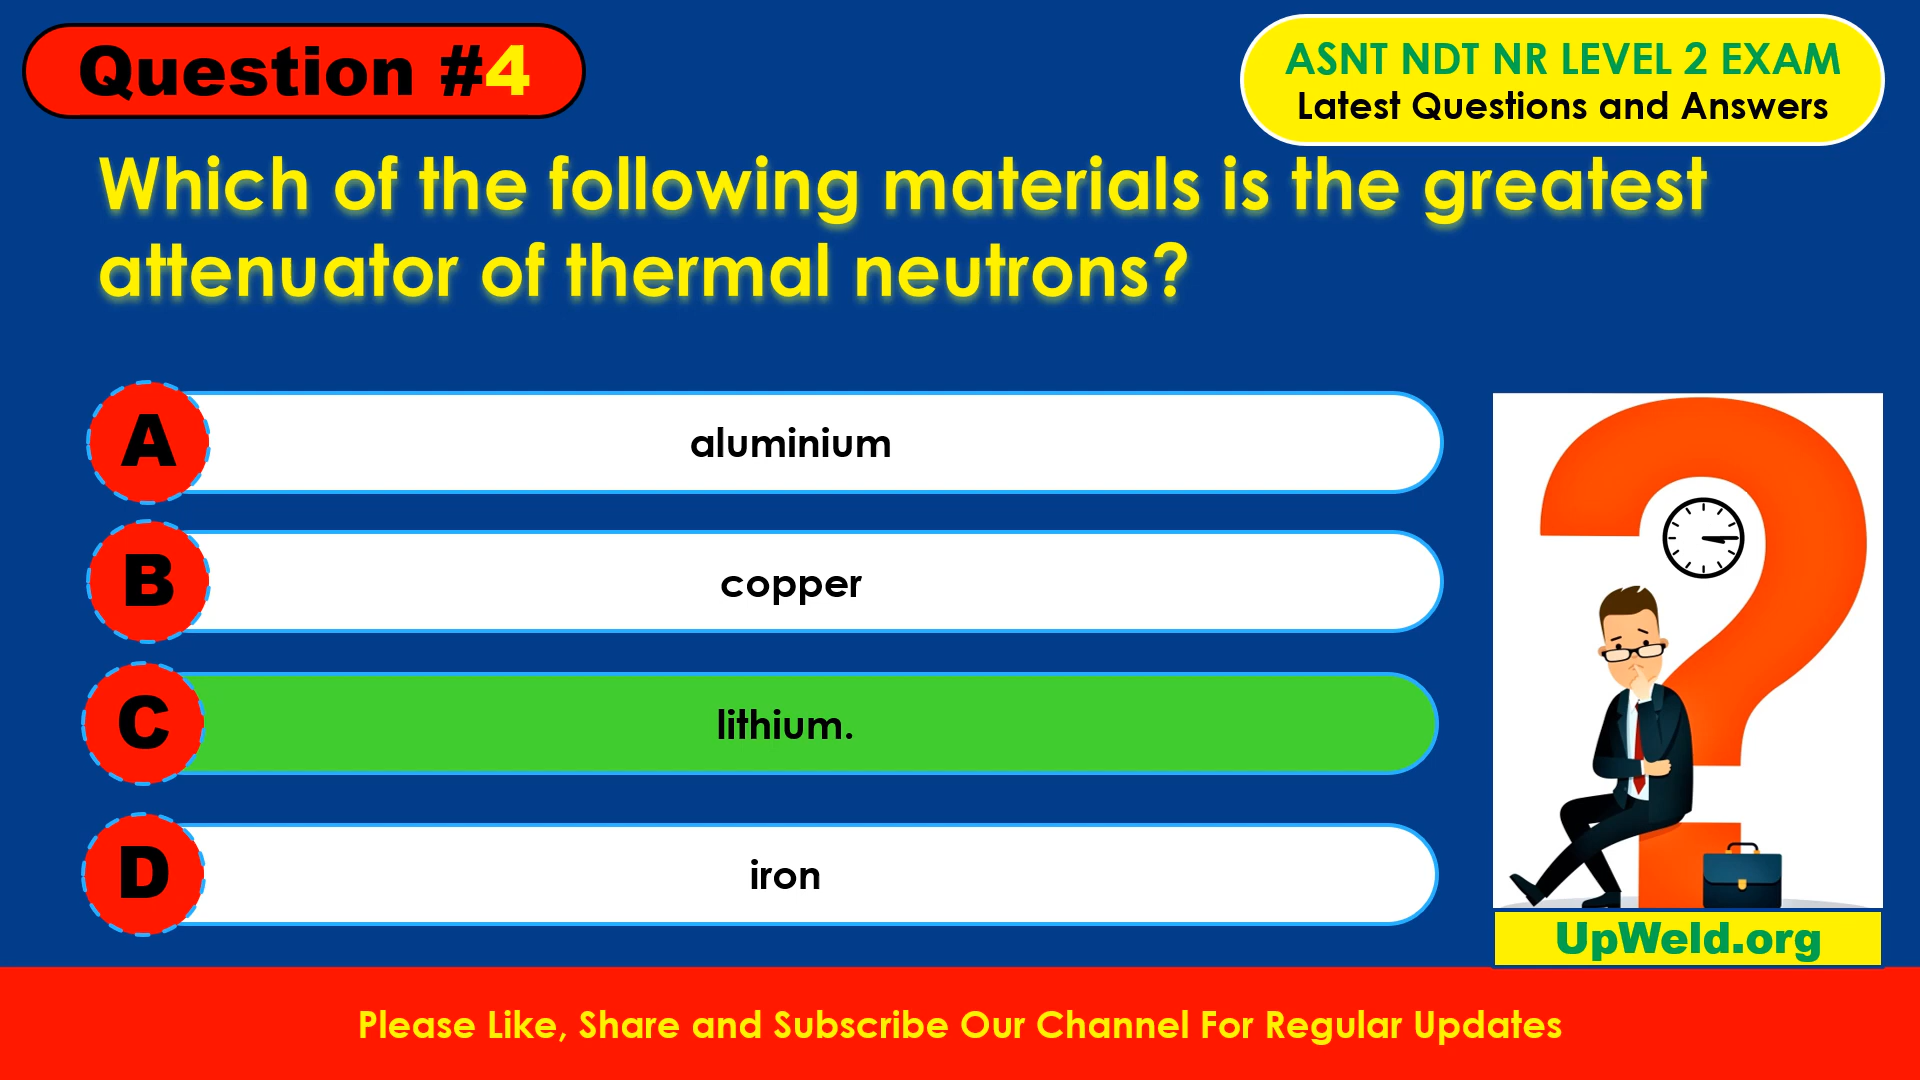 Question #4
ASNT NDT NR LEVEL 2 EXAM
Latest Questions and Answers
Which of the following materials is the greatest
attenuator of thermal neutrons?
A
aluminium
B
copper
C
lithium.
D
iron
UpWeld.org
Please Like, Share and Subscribe Our Channel For Regular Updates